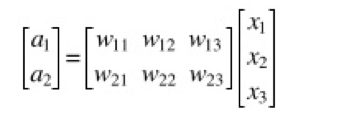 [a₁ a₂] = [w₁₁ w₁₂ w₁₃; w₂₁ w₂₂ w₂₃] [x₁ x₂ x₃]